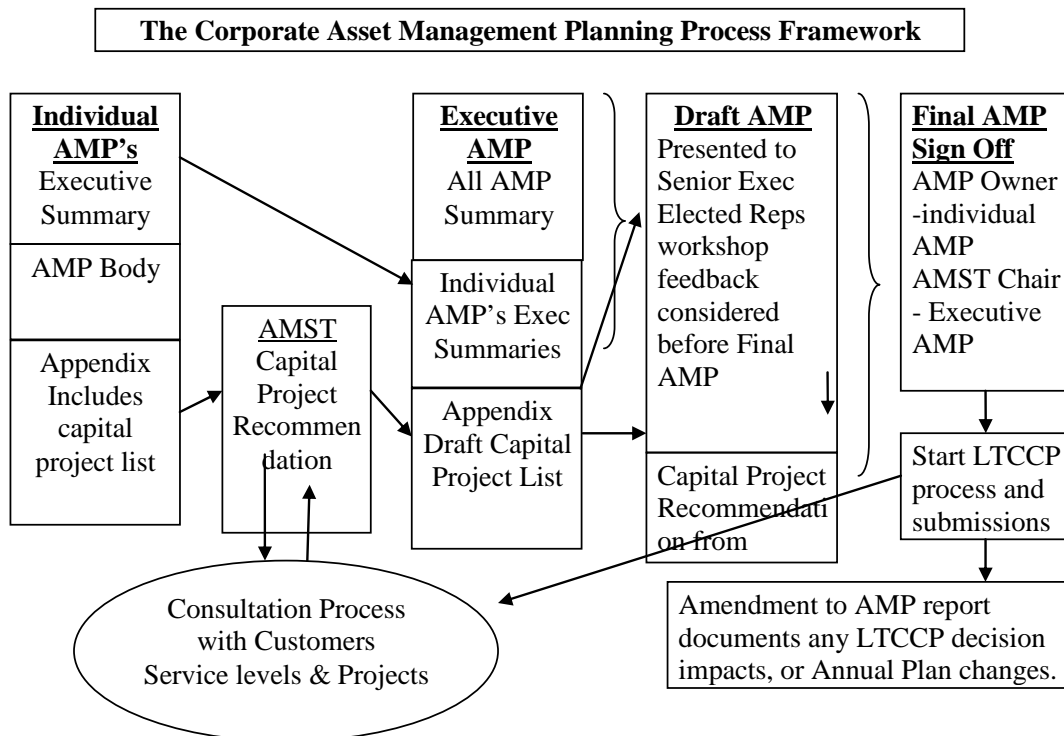 The Corporate Asset Management Planning Process Framework
Individual
AMP's
Executive
Summary
AMP Body
Appendix
Includes
capital
project list
AMST
Capital
Project
Recommen
dation
Consultation Process
with Customers
Service levels & Projects
Executive
AMP
All AMP
Summary
Individual
AMP's Exec
Summaries
Appendix
Draft Capital
Project List
Draft AMP
Presented to
Senior Exec
Elected Reps
workshop
feedback
considered
before Final
AMP
Capital Project
Recommendati
on from
Final AMP
Sign Off
AMP Owner
-individual
AMP
AMST Chair
- Executive
AMP
Start LTCCP
process and
submissions
Amendment to AMP report
documents any LTCCP decision
impacts, or Annual Plan changes.